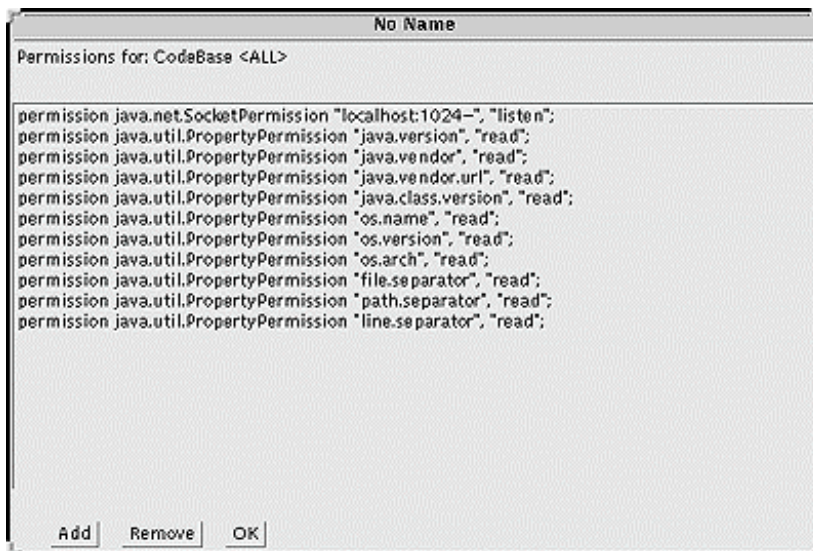 No Name
Permissions for: CodeBase <ALL>
permission java.net.SocketPermission "localhost:1024-", "listen";
permission java.util.PropertyPermission "java.version", "read";
permission java.util.PropertyPermission "java.vendor", "read";
permission java.util.PropertyPermission "java.vendor.url", "read";
permission java.util.PropertyPermission "java.class.version", "read";
permission java.util.PropertyPermission "os.name", "read";
permission java.util.PropertyPermission "os.version", "read";
permission java.util.PropertyPermission "os.arch", "read";
permission java.util.PropertyPermission "file.separator", "read";
permission java.util.PropertyPermission "path.separator", "read";
permission java.util.PropertyPermission "line.separator", "read";
Add Remove OK